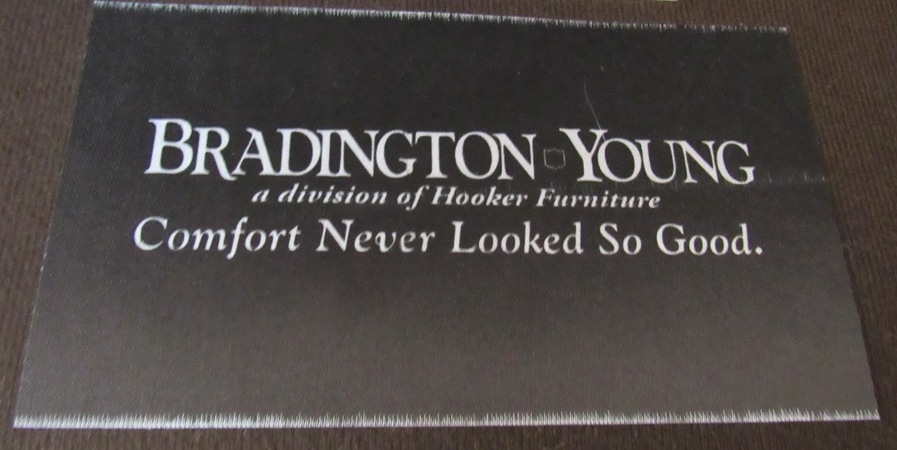 BRADINGTON YOUNG
a division of Hooker Furniture
Comfort Never Looked So Good.